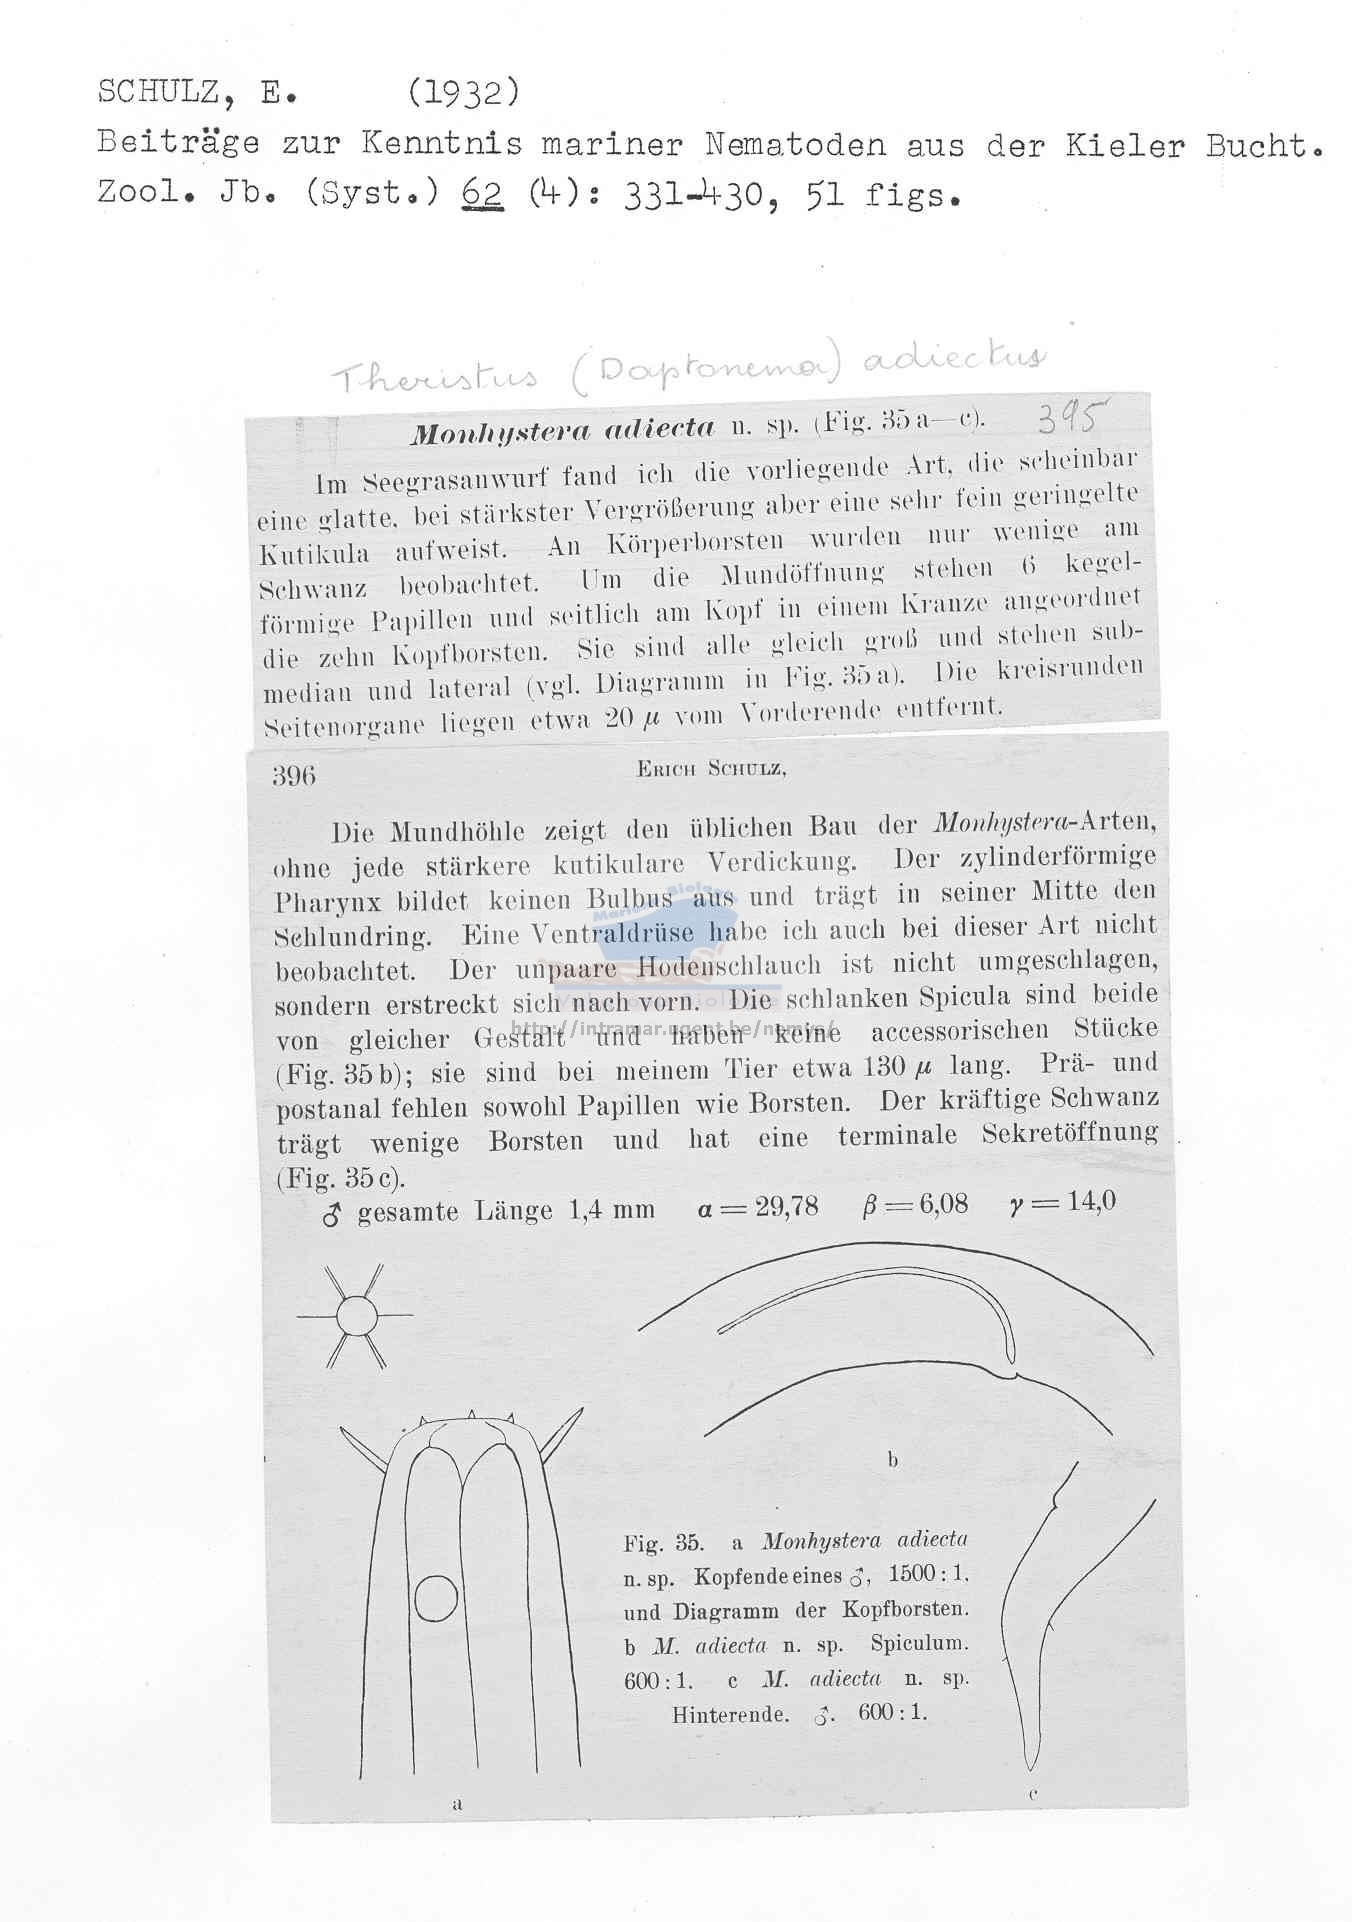 SCHULZ, E. (1932)
Beiträge zur Kenntnis mariner Nematoden aus der Kieler Bucht.
Zool. Jb. (Syst.) 62 (4): 331-430, 51 figs.
Theristus (Daptonema) adiectus
Monhystera adiecta n. sp. (Fig. 35 a—c). 395
Im Seegrasanwurf fand ich die vorliegende Art, die scheinbar
eine glatte, bei stärkster Vergrößerung aber eine sehr fein geringelte
Kutikula aufweist. An Körperborsten wurden nur wenige am
Schwanz beobachtet. Um die Mundöffnung stehen 6 kegel-
förmige Papillen und seitlich am Kopf in einem Kranze angeordnet
die zehn Kopfborsten. Sie sind alle gleich groß und stehen sub-
median und lateral (vgl. Diagramm in Fig. 35 a). Die kreisrunden
Seitenorgane liegen etwa 20 µ vom Vorderende entfernt.
396 ERICH SCHULZ,
Die Mundhöhle zeigt den üblichen Bau der Monhystera-Arten,
ohne jede stärkere kutikulare Verdickung. Der zylinderförmige
Pharynx bildet keinen Bulbus aus und trägt in seiner Mitte den
Schlundring. Eine Ventraldrüse habe ich auch bei dieser Art nicht
beobachtet. Der unpaare Hodenschlauch ist nicht umgeschlagen,
sondern erstreckt sich nach vorn. Die schlanken Spicula sind beide
von gleicher Gestalt und haben keine accessorischen Stücke
http://intramar.ugent.be/nemys/
(Fig. 35 b); sie sind bei meinem Tier etwa 130 µ lang. Prä- und
postanal fehlen sowohl Papillen wie Borsten. Der kräftige Schwanz
trägt wenige Borsten und hat eine terminale Sekretöffnung
(Fig. 35 c).
♂ gesamte Länge 1,4 mm α = 29,78 β = 6,08 γ = 14,0
b
Fig. 35. a Monhystera adiecta
n. sp. Kopfende eines ♂, 1500 : 1,
und Diagramm der Kopfborsten.
b M. adiecta n. sp. Spiculum.
600 : 1. c M. adiecta n. sp.
Hinterende. ♂. 600 : 1.
a
c